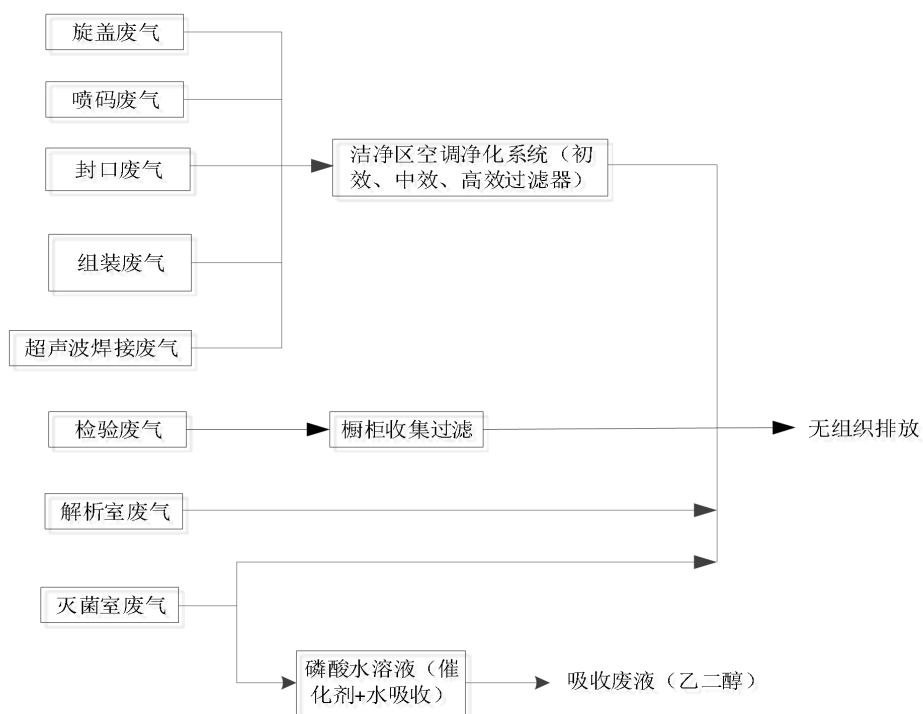 旋盖废气
喷码废气
封口废气
洁净区空调净化系统（初
效、中效、高效过滤器）
组装废气
超声波焊接废气
检验废气
橱柜收集过滤
无组织排放
解析室废气
灭菌室废气
磷酸水溶液（催
化剂+水吸收）
吸收废液（乙二醇）